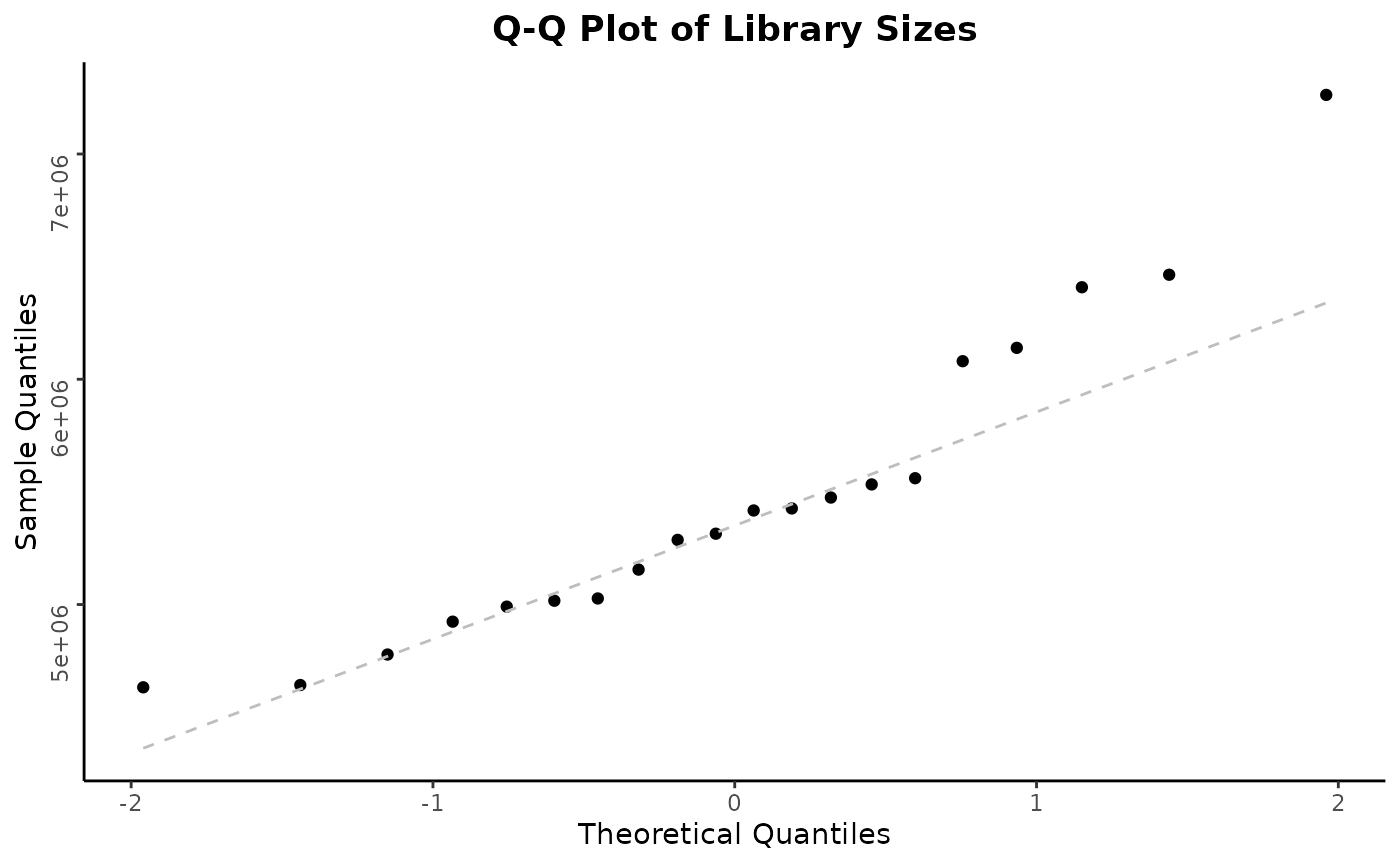 Q-Q Plot of Library Sizes
Sample Quantiles
7e+06
6e+06
5e+06
-2 -1 0 1 2
Theoretical Quantiles